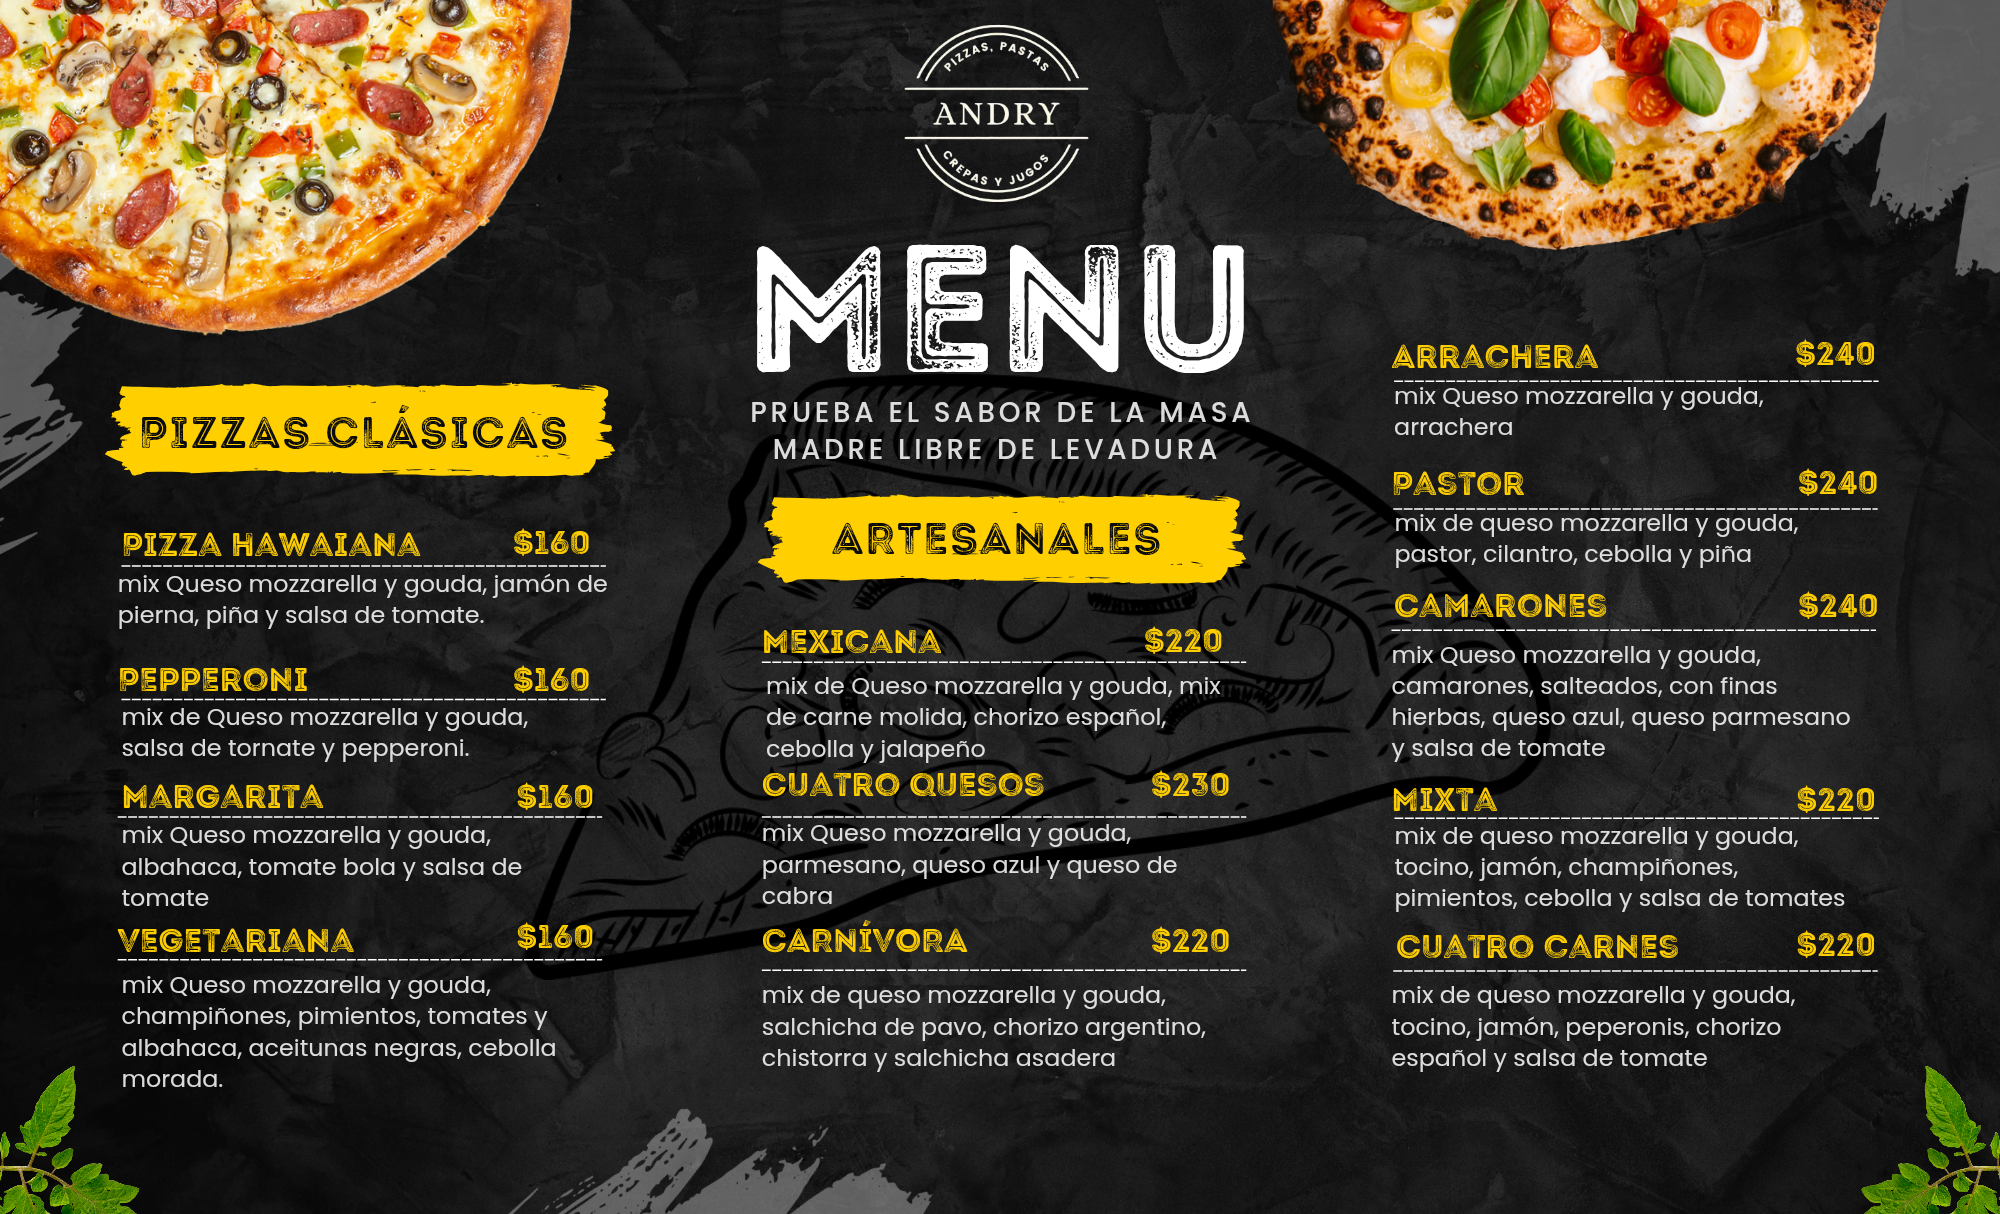 PIZZAS, PASTAS
ANDRY
CREPAS Y JUGOS
MENU
PRUEBA EL SABOR DE LA MASA
MADRE LIBRE DE LEVADURA
PIZZAS CLÁSICAS
PIZZA HAWAIANA $160
mix Queso mozzarella y gouda, jamón de
pierna, piña y salsa de tomate.
PEPPERONI $160
mix de Queso mozzarella y gouda,
salsa de tornate y pepperoni.
MARGARITA $160
mix Queso mozzarella y gouda,
albahaca, tomate bola y salsa de
tomate
VEGETARIANA $160
mix Queso mozzarella y gouda,
champiñones, pimientos, tomates y
albahaca, aceitunas negras, cebolla
morada.
ARTESANALES
MEXICANA $220
mix de Queso mozzarella y gouda, mix
de carne molida, chorizo español,
cebolla y jalapeño
CUATRO QUESOS $230
mix Queso mozzarella y gouda,
parmesano, queso azul y queso de
cabra
CARNÍVORA $220
mix de queso mozzarella y gouda,
salchicha de pavo, chorizo argentino,
chistorra y salchicha asadera
ARRACHERA $240
mix Queso mozzarella y gouda,
arrachera
PASTOR $240
mix de queso mozzarella y gouda,
pastor, cilantro, cebolla y piña
CAMARONES $240
mix Queso mozzarella y gouda,
camarones, salteados, con finas
hierbas, queso azul, queso parmesano
y salsa de tomate
MIXTA $220
mix de queso mozzarella y gouda,
tocino, jamón, champiñones,
pimientos, cebolla y salsa de tomates
CUATRO CARNES $220
mix de queso mozzarella y gouda,
tocino, jamón, peperonis, chorizo
español y salsa de tomate